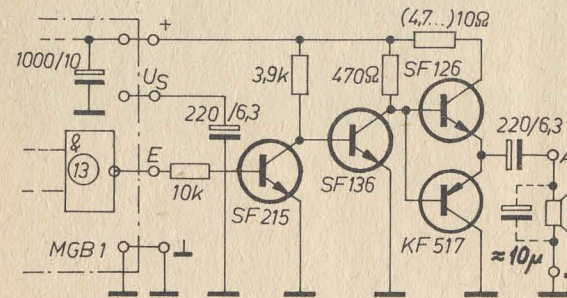 +
(4,7...)10Ω
1000/10
3,9k
470Ω
SF126
US
220/6,3
&
13
E
10k
SF136
220/6,3
A
SF215
KF517
MGB1
⊥
≈10μ